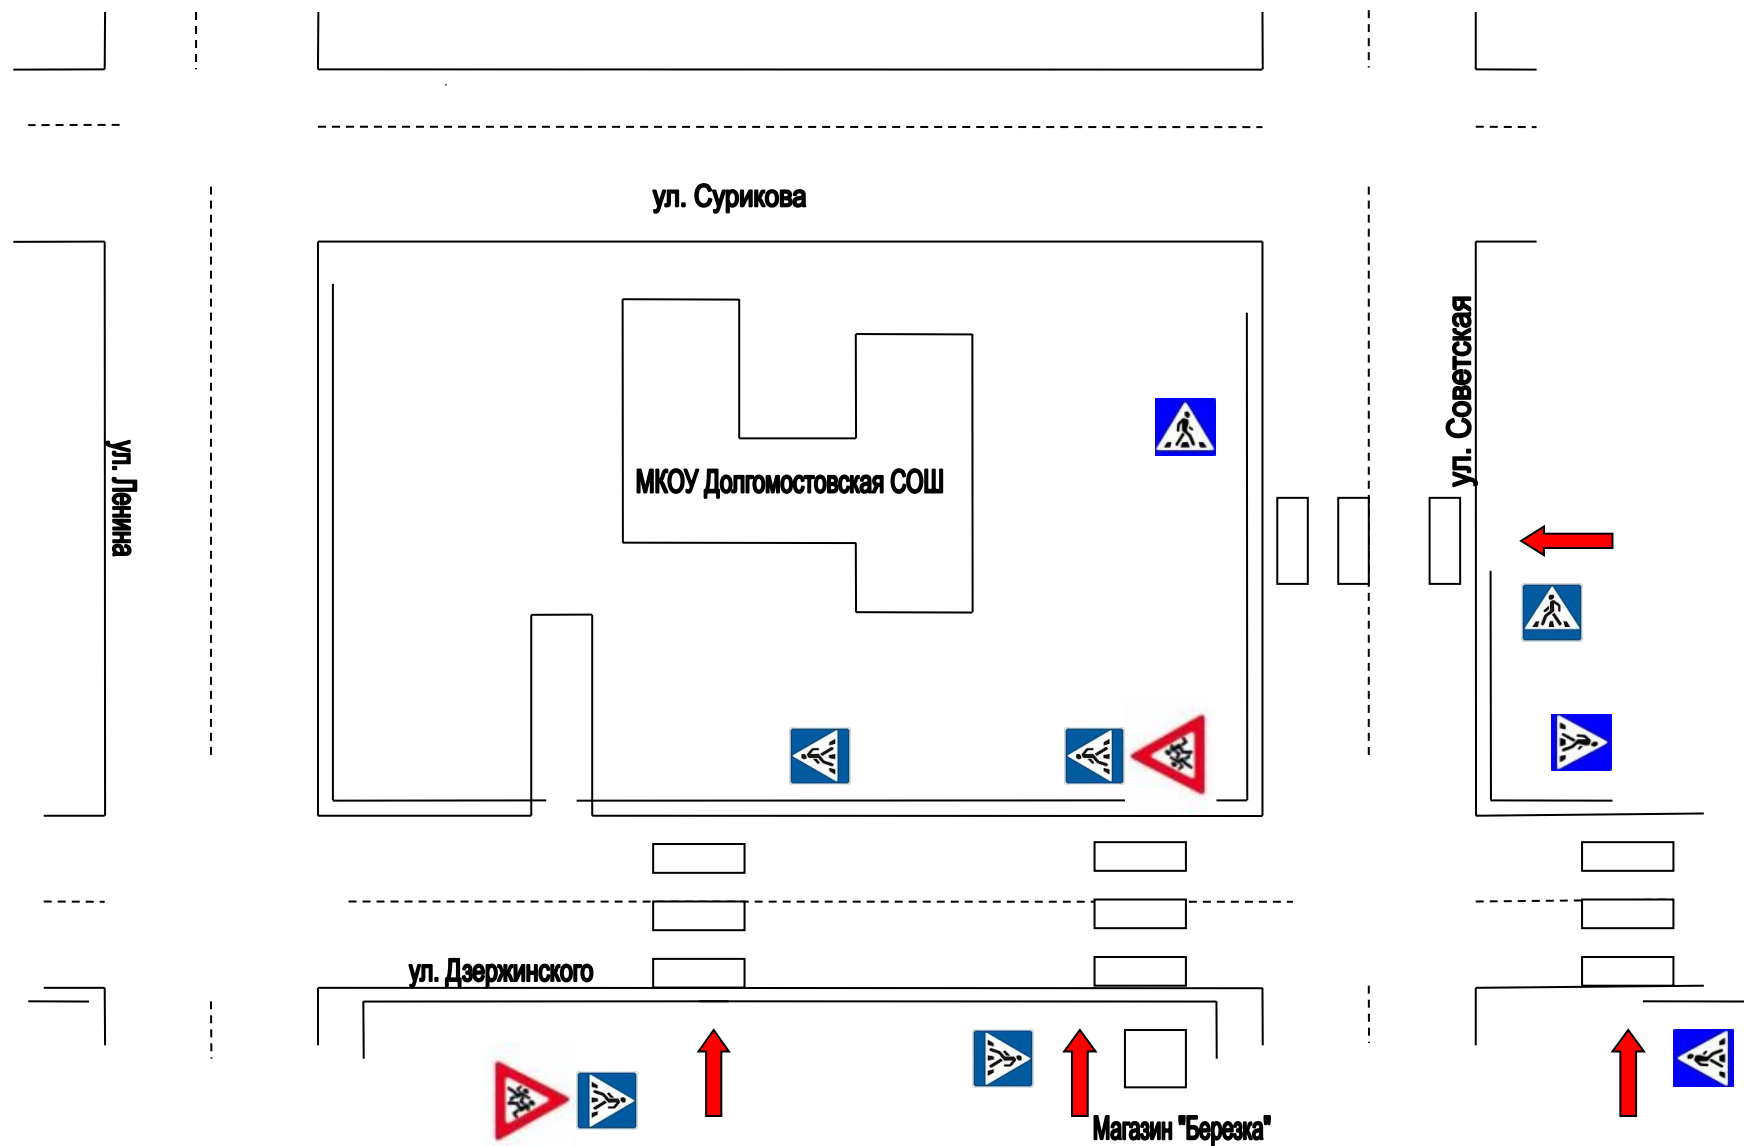 ул. Сурикова
ул. Советская
ул. Ленина
МКОУ Долгомостовская СОШ
ул. Дзержинского
Магазин "Березка"